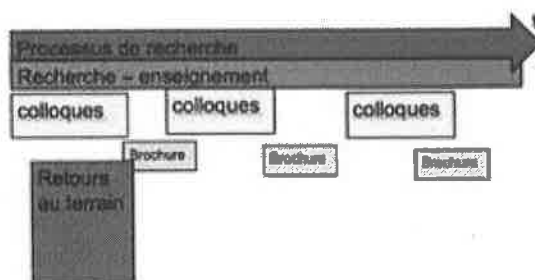 Processus de recherche
Recherche – enseignement
colloques
colloques
colloques
Brochure
Brochure
Brochure
Retours
au terrain